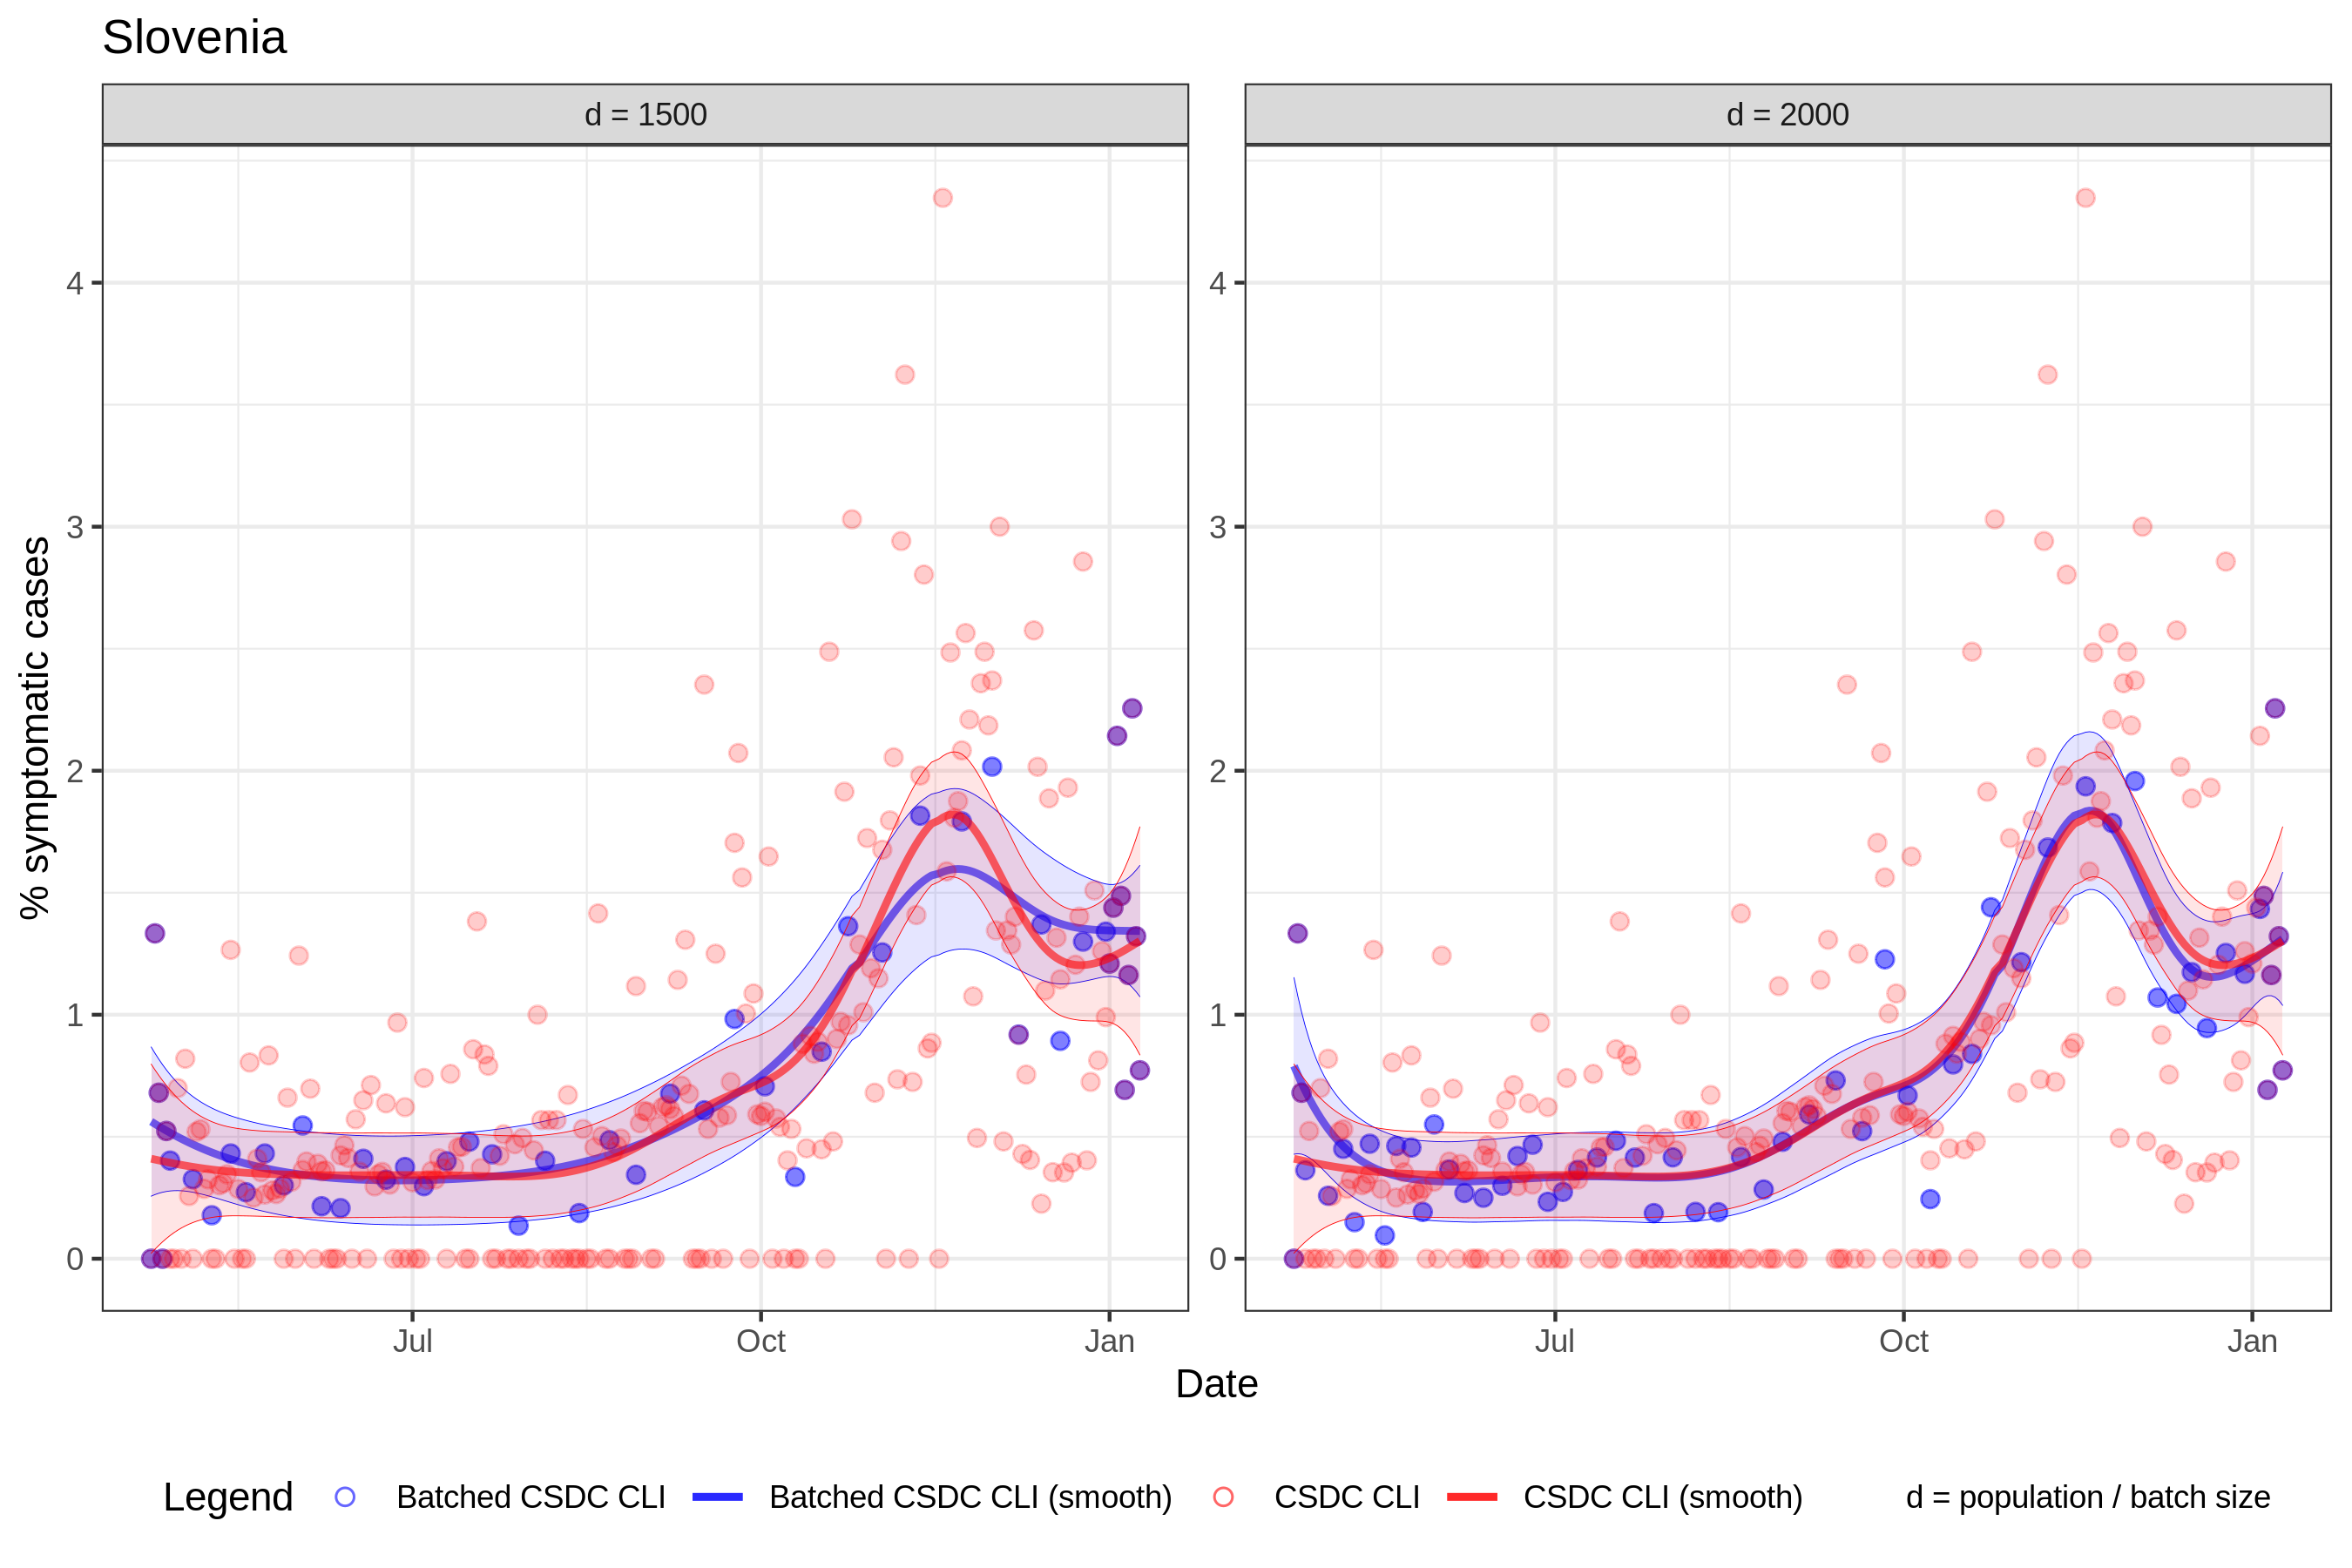 Slovenia
d = 1500
d = 2000
% symptomatic cases
4
3
2
1
0
4
3
2
1
0
Jul
Oct
Jan
Jul
Oct
Jan
Date
Legend
Batched CSDC CLI
Batched CSDC CLI (smooth)
CSDC CLI
CSDC CLI (smooth)
d = population / batch size